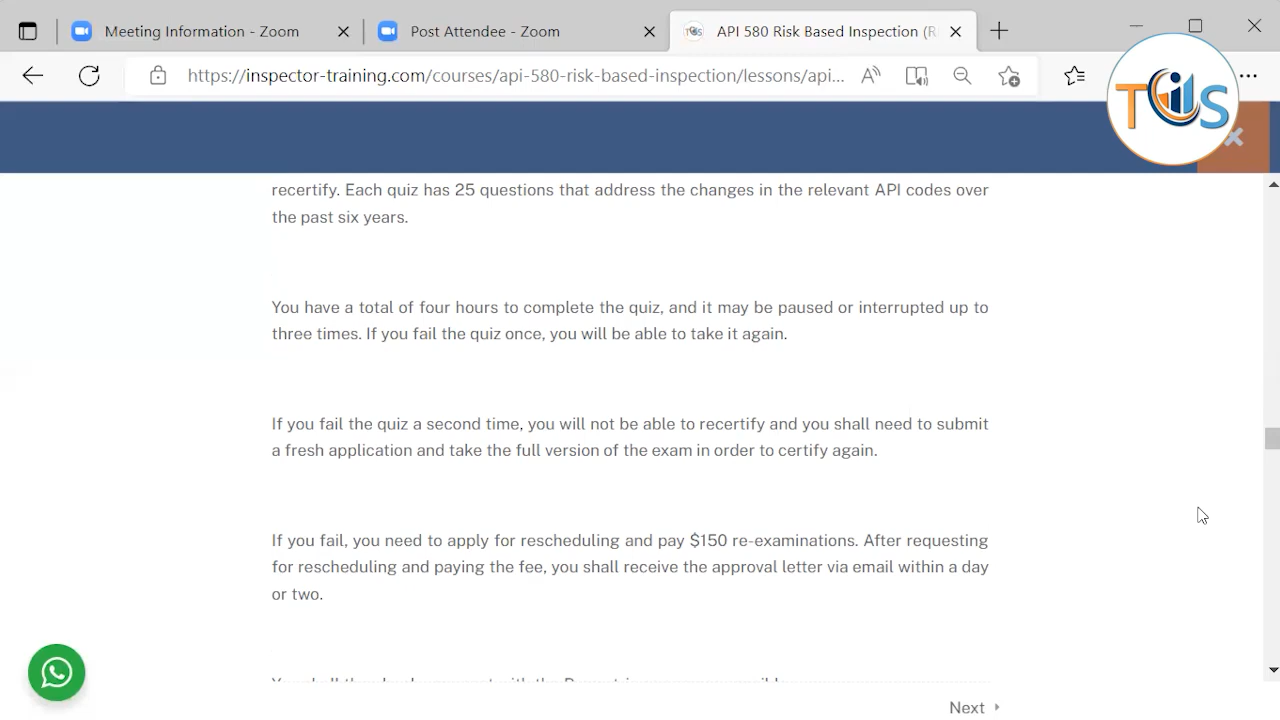 Meeting Information - Zoom
Post Attendee - Zoom
API 580 Risk Based Inspection (R
https://inspector-training.com/courses/api-580-risk-based-inspection/lessons/api...
TIS
recertify. Each quiz has 25 questions that address the changes in the relevant API codes over
the past six years.
You have a total of four hours to complete the quiz, and it may be paused or interrupted up to
three times. If you fail the quiz once, you will be able to take it again.
If you fail the quiz a second time, you will not be able to recertify and you shall need to submit
a fresh application and take the full version of the exam in order to certify again.
If you fail, you need to apply for rescheduling and pay $150 re-examinations. After requesting
for rescheduling and paying the fee, you shall receive the approval letter via email within a day
or two.
Next